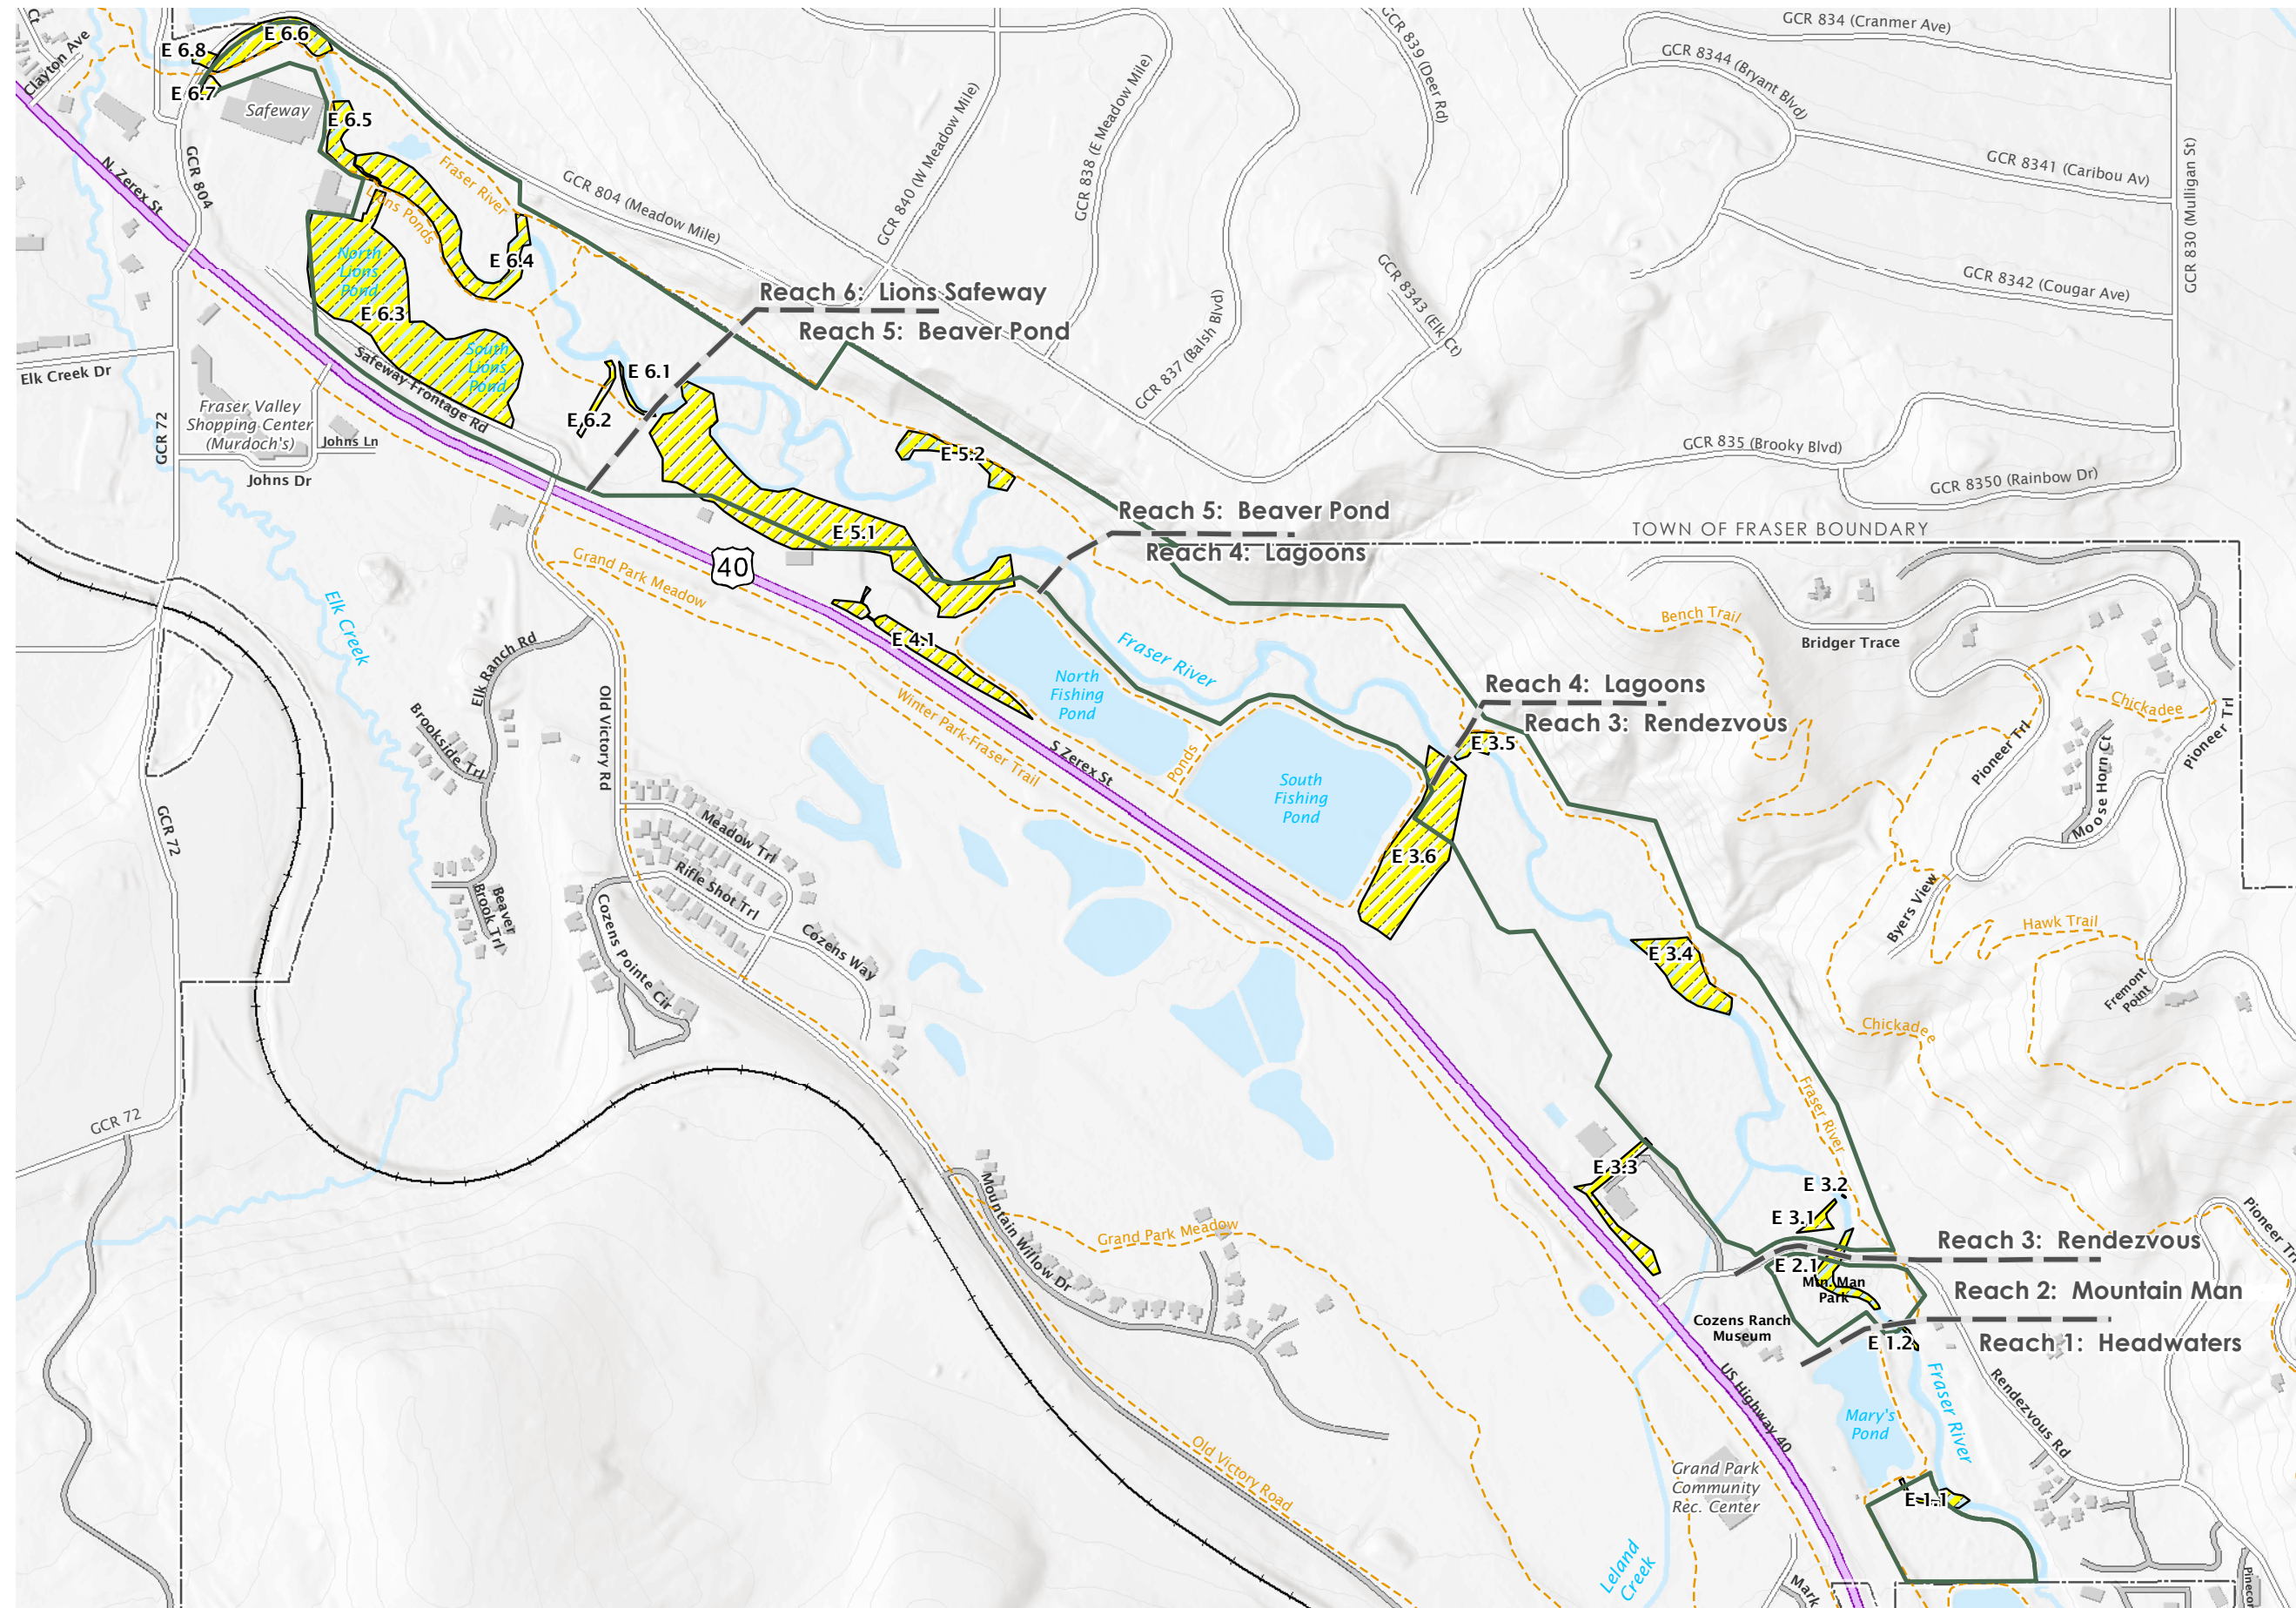 Ct
Clayton Ave
E 6.8
E 6.6
E 6.7
Safeway
E 6.5
GCR 804
N. Zerex St
Fraser River
Lions Ponds
GCR 804 (Meadow Mile)
GCR 840 (W Meadow Mile)
GCR 838 (E Meadow Mile)
GCR 839 (Deer Rd)
GCR 834 (Cranmer Ave)
GCR 8344 (Bryant Blvd)
GCR 8341 (Caribou Av)
GCR 830 (Mulligan St)
GCR 8342 (Cougar Ave)
GCR 8343 (Elk Ct)
GCR 837 (Balsh Blvd)
GCR 835 (Brooky Blvd)
GCR 8350 (Rainbow Dr)
North
Lions
Pond
E 6.4
E 6.3
South
Lions
Pond
Safeway Frontage Rd
Elk Creek Dr
GCR 72
Fraser Valley
Shopping Center
(Murdoch's)
Johns Ln
Johns Dr
E 6.1
E 6.2
Reach 6: Lions Safeway
Reach 5: Beaver Pond
E 5.2
E 5.1
Reach 5: Beaver Pond
Reach 4: Lagoons
TOWN OF FRASER BOUNDARY
40
Grand Park Meadow
Elk Creek
Elk Ranch Rd
Old Victory Rd
Brookside Trl
E 4.1
North
Fishing
Pond
Fraser River
Winter Park-Fraser Trail
S Zerex St
Ponds
South
Fishing
Pond
Reach 4: Lagoons
Reach 3: Rendezvous
E 3.5
E 3.6
Bench Trail
Bridger Trace
Chickadee
Pioneer Trl
Pioneer Trl
Moose Horn Ct
Byers View
Hawk Trail
Fremont
Point
Chickadee
GCR 72
Meadow Trl
Rifle Shot Trl
Beaver
Brook Trl
Cozens Pointe Cir
Cozens Way
E 3.4
Fraser River
GCR 72
E 3.3
E 3.2
E 3.1
Mountain Willow Dr
Grand Park Meadow
Pioneer Trl
Reach 3: Rendezvous
E 2.1
Mtn. Man
Park
Reach 2: Mountain Man
Cozens Ranch
Museum
E 1.2
Reach 1: Headwaters
US Highway 40
Mary's
Pond
Fraser River
Rendezvous Rd
Old Victory Road
Grand Park
Community
Rec. Center
E 1.1
Leland
Creek
Mark
Pinecon